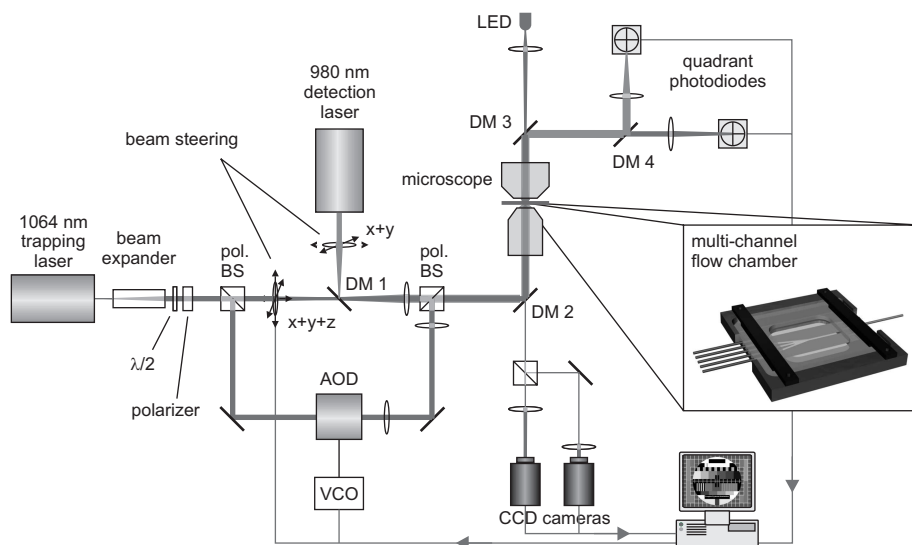 LED
quadrant
photodiodes
980 nm
detection
laser
DM 3
DM 4
beam steering
microscope
1064 nm
trapping
laser
beam
expander
x+y
pol.
BS
DM 1
pol.
BS
multi-channel
flow chamber
x+y+z
DM 2
λ/2
polarizer
AOD
VCO
CCD cameras